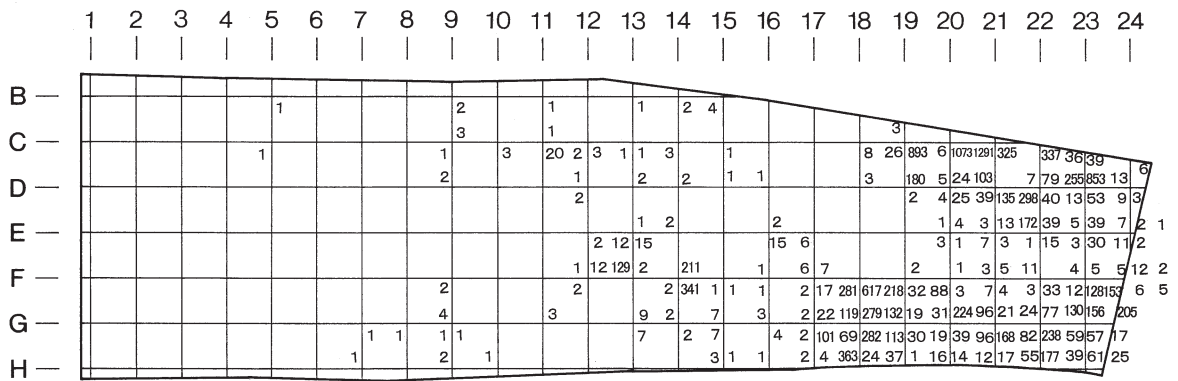 1 2 3 4 5 6 7 8 9 10 11 12 13 14 15 16 17 18 19 20 21 22 23 24
B
1 2 1 1 2 4
3 1 3
C
1 1 3 20 2 3 1 1 3 1 8 26 893 6 1073 1291 325 337 36 39
6
2 1 2 2 1 1 3 180 5 24 103 7 79 255 853 13
D
2 2 4 25 39 135 298 40 13 53 9 3
1 2 2 1 4 3 13 172 39 5 39 7 2 1
E
2 12 15 15 6 3 1 7 3 1 15 3 30 11 2
1 12 129 2 211 1 6 7 2 1 3 5 11 4 5 5 12 2
F
2 2 2 341 1 1 1 2 17 281 617 218 32 88 3 7 4 3 33 12 128 153 6 5
4 3 9 2 7 3 2 22 119 279 132 19 31 224 96 21 24 77 130 156 205
G
1 1 1 1 7 2 7 4 2 101 69 282 113 30 19 39 96 168 82 238 59 57 17
1 2 1 3 1 1 2 4 363 24 37 1 16 14 12 17 55 177 39 61 25
H